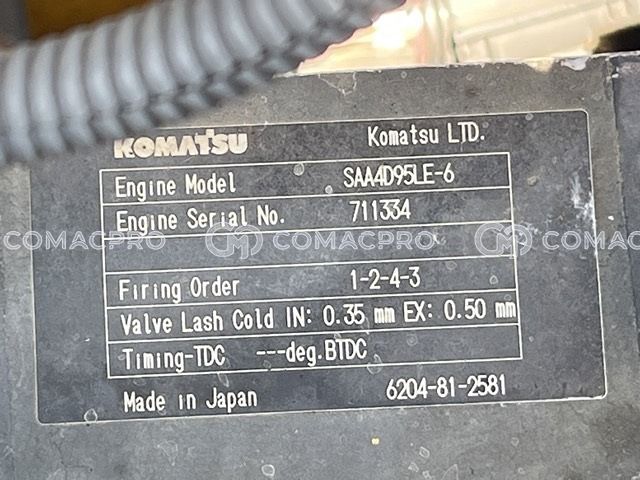 KOMATSU Komatsu LTD.
Engine Model SAA4D95LE-6
Engine Serial No. 711334
COMACPRO COMACPRO COMACPRO
Firing Order 1-2-4-3
Valve Lash Cold IN: 0.35 mm EX: 0.50 mm
Timing-TDC ---deg.BTDC
Made in Japan 6204-81-2581